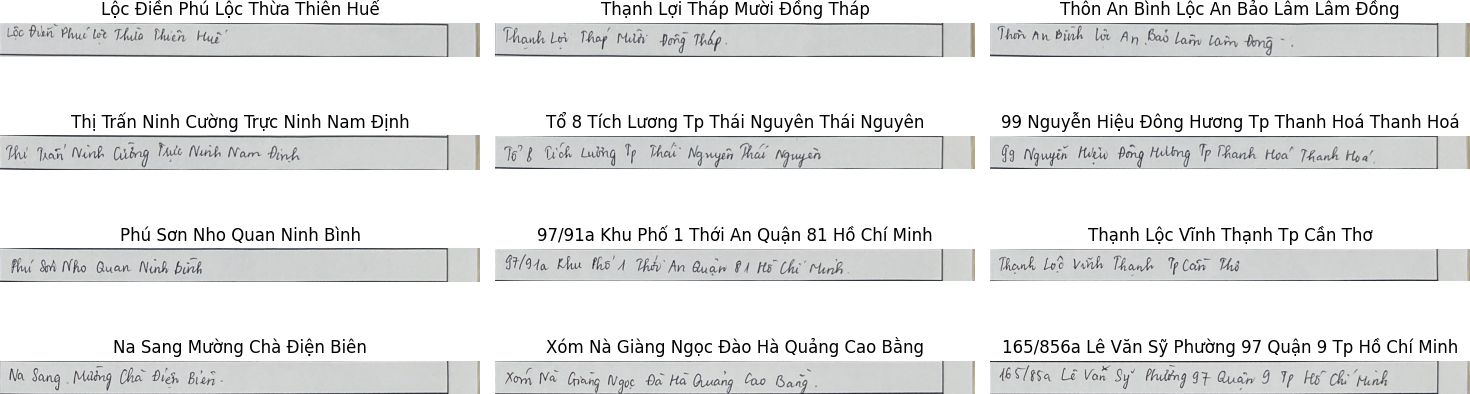 Lộc Điền Phú Lộc Thừa Thiên Huế
Thạnh Lợi Tháp Mười Đồng Tháp
Thôn An Bình Lộc An Bảo Lâm Lâm Đồng
Lộc Điền Phú Lộc Thừa Thiên Huế
Thạnh Lợi Tháp Mười Đồng Tháp.
Thôn An Bình Lộc An Bảo Lâm Lâm Đồng.
Thị Trấn Ninh Cường Trực Ninh Nam Định
Tổ 8 Tích Lương Tp Thái Nguyên Thái Nguyên
99 Nguyễn Hiệu Đông Hương Tp Thanh Hoá Thanh Hoá
Thị Trấn Ninh Cường Trực Ninh Nam Định
Tổ 8 Tích Lương Tp Thái Nguyên Thái Nguyên
99 Nguyễn Hiệu Đông Hương Tp Thanh Hoá Thanh Hoá.
Phú Sơn Nho Quan Ninh Bình
97/91a Khu Phố 1 Thới An Quận 81 Hồ Chí Minh
Thạnh Lộc Vĩnh Thạnh Tp Cần Thơ
Phú Sơn Nho Quan Ninh Bình
97/91a Khu Phố 1 Thới An Quận 81 Hồ Chí Minh.
Thạnh Lộc Vĩnh Thạnh Tp Cần Thơ
Na Sang Mường Chà Điện Biên
Xóm Nà Giàng Ngọc Đào Hà Quảng Cao Bằng
165/856a Lê Văn Sỹ Phường 97 Quận 9 Tp Hồ Chí Minh
Na Sang. Mường Chà Điện Biên.
Xóm Nà Giàng Ngọc Đà Hà Quảng Cao Bằng.
165/85a Lê Văn Sỹ Phường 97 Quận 9 Tp Hồ Chí Minh